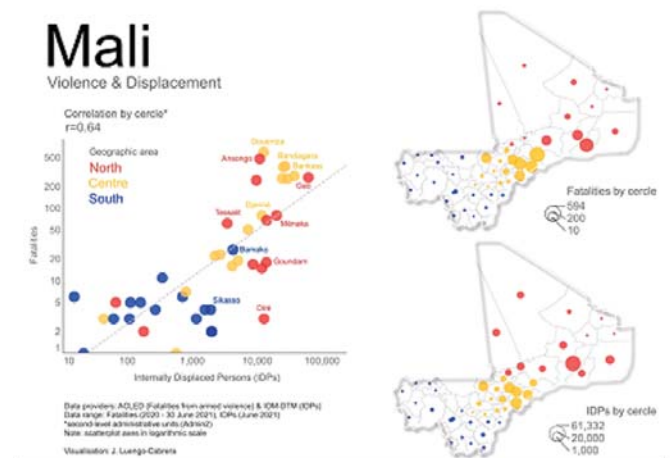 Mali
Violence & Displacement
Correlation by cercle*
r=0,64
Geographic area
North
Centre
South
Fatalities
500
200
100
50
20
10
5
2
1
Douentza
Ansongo
Bandiagara
Bankass
Gao
Tessalit
Djenné
Ménaka
Bamako
Goundam
Sikasso
Diré
10
100
1,000
10,000
100,000
Internally Displaced Persons (IDPs)
Data providers: ACLED (Fatalities from armed violence) & IOM-DTM (IDPs)
Data range: Fatalities (2020 - 30 June 2021), IDPs (June 2021)
*second-level administrative units (Admin2)
Note: scatterplot axes in logarithmic scale
Visualisation: J. Luengo-Cabrera
Fatalities by cercle
594
200
10
IDPs by cercle
61,332
20,000
1,000